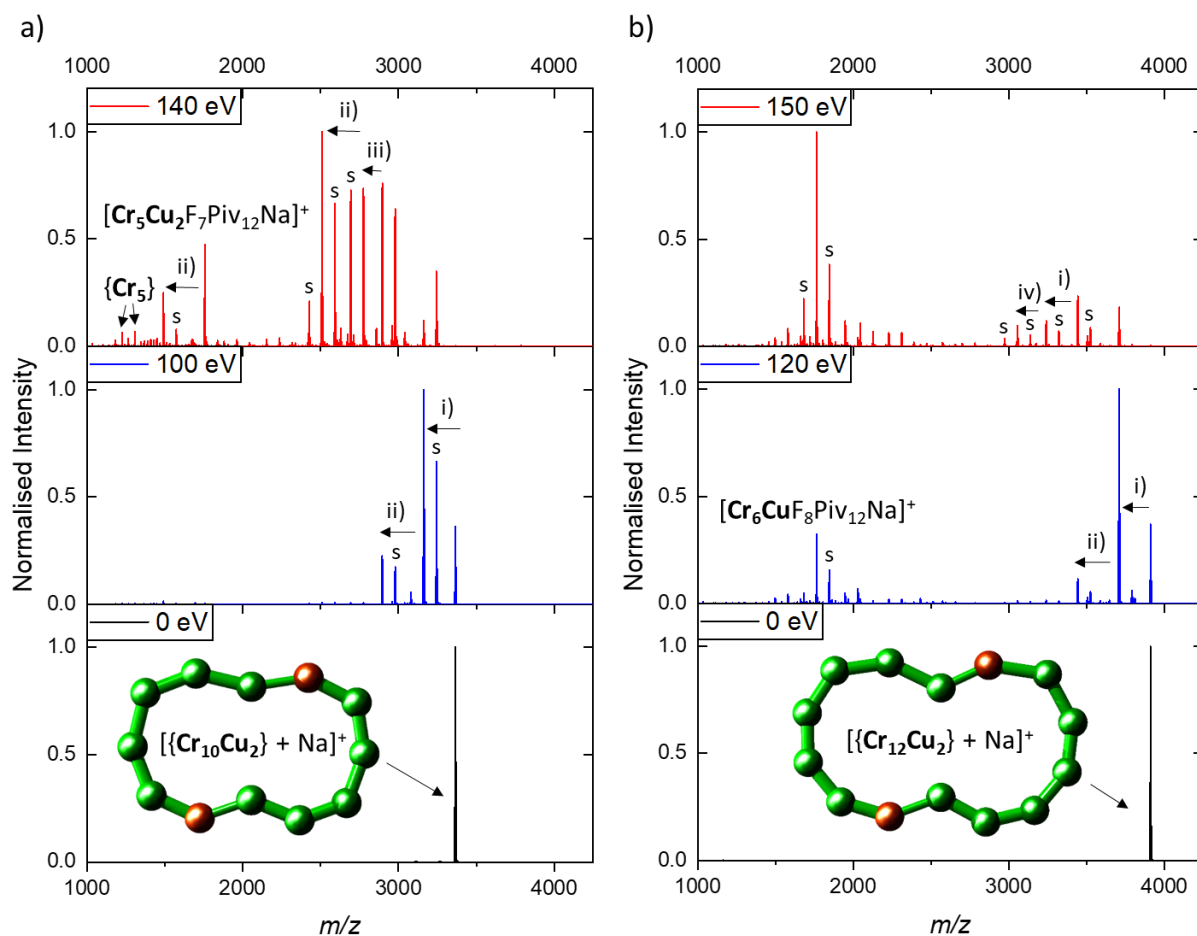 a)
1000 2000 3000 4000
140 eV
ii)
iii)
1.0
s s
[Cr₅Cu₂F₇Piv₁₂Na]⁺
0.5
ii)
{Cr₅}
s
s
0.0
100 eV
1.0
i)
s
0.5
ii)
s
0.0
0 eV
1.0
[{Cr₁₀Cu₂} + Na]⁺
0.5
0.0
1000 2000 3000 4000
m/z
Normalised Intensity
b)
1000 2000 3000 4000
150 eV
1.0
0.5
s
i)
iv)
s
s s s s
0.0
120 eV
1.0
i)
[Cr₆CuF₈Piv₁₂Na]⁺
0.5
ii)
s
s
0.0
0 eV
1.0
[{Cr₁₂Cu₂} + Na]⁺
0.5
0.0
1000 2000 3000 4000
m/z
Normalised Intensity